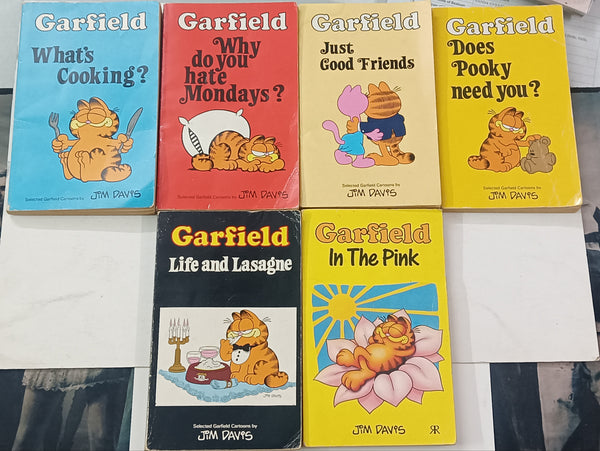 Garfield
What's
Cooking?
Selected Garfield Cartoons by
JIM DAVIS
Garfield
Why
do you
hate
Mondays?
Selected Garfield Cartoons by
JIM DAVIS
Garfield
Just
Good Friends
Selected Garfield Cartoons by
JIM DAVIS
Garfield
Does
Pooky
need you?
Selected Garfield Cartoons by
JIM DAVIS
Garfield
Life and Lasagne
JIM DAVIS
Selected Garfield Cartoons by
JIM DAVIS
Garfield
In The Pink
JIM DAVIS